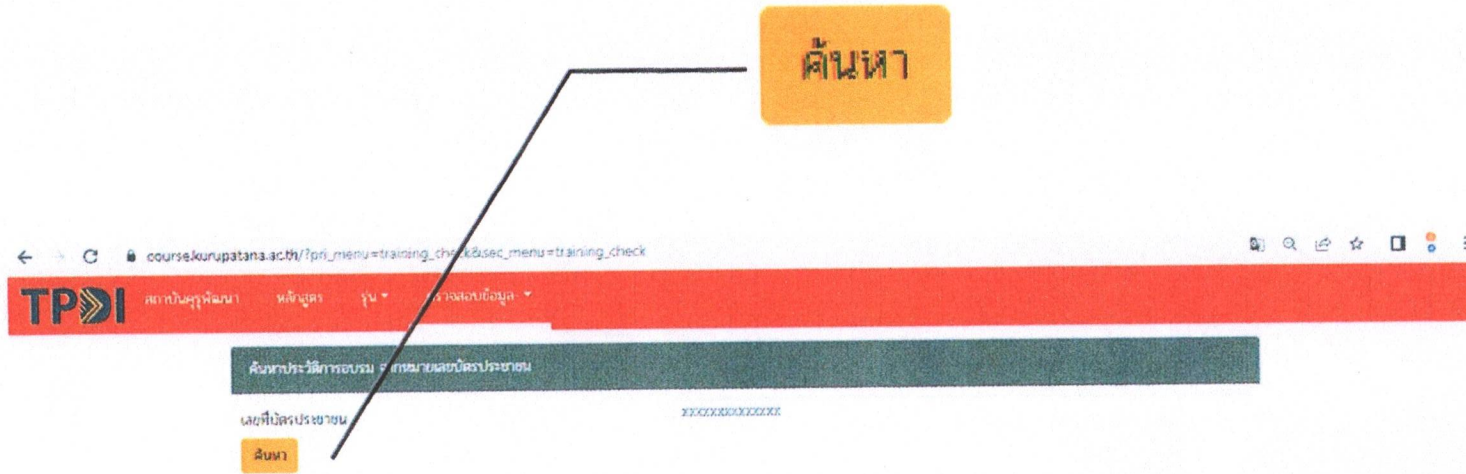 ค้นหา
course.kurupatana.ac.th/?pri_menu=training_check&sec_menu=training_check
TPDI สถาบันคุรุพัฒนา หลักสูตร รุ่น ตรวจสอบข้อมูล
ค้นหาประวัติการอบรม จากหมายเลขบัตรประชาชน
เลขที่บัตรประชาชน XXXXXXXXXXXXX
ค้นหา